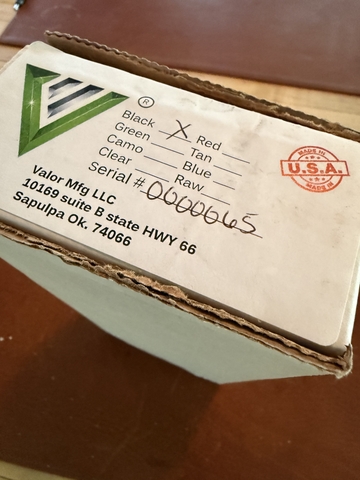 ®
Black X Red
Green Tan
Camo Blue
Clear Raw
Serial # 0000065
Valor Mfg LLC
10169 suite B state HWY 66
Sapulpa Ok. 74066
MADE IN
U.S.A.
MADE IN